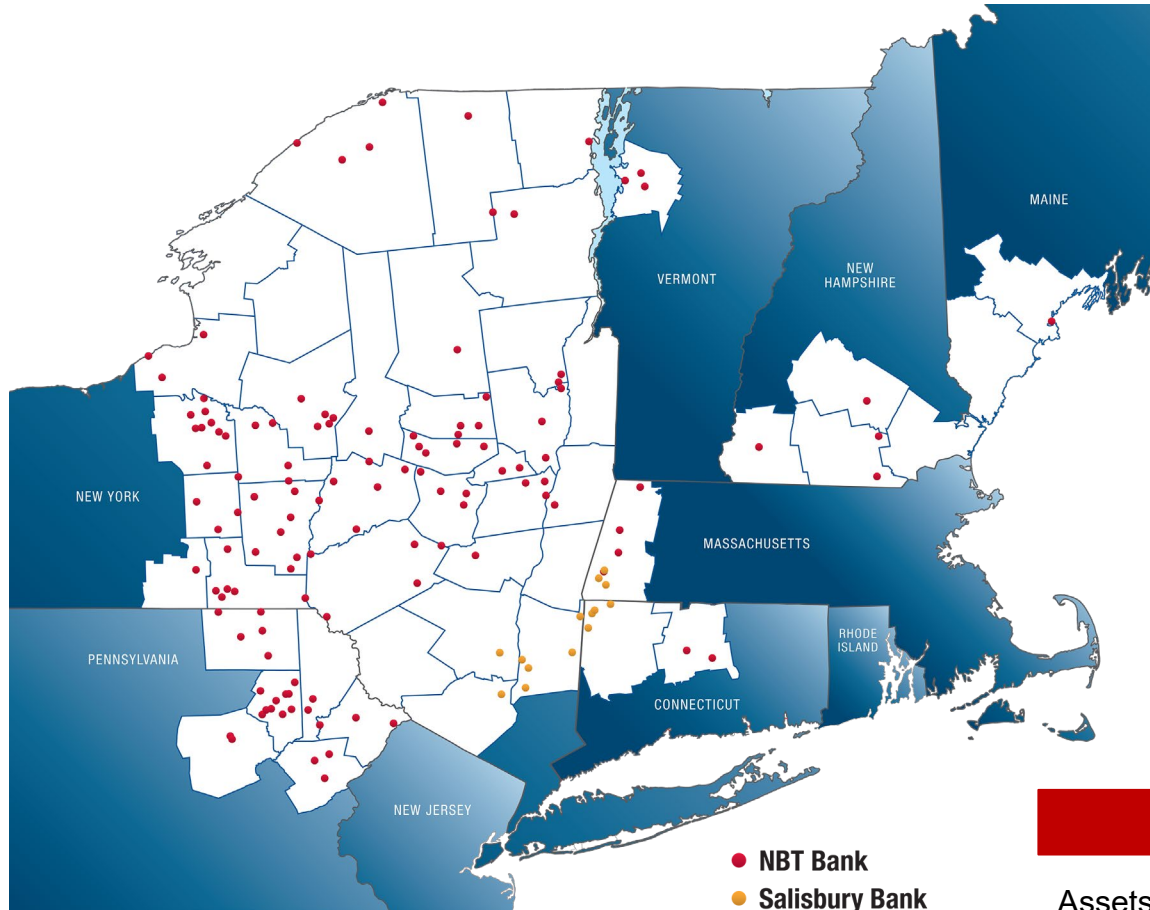 MAINE
VERMONT
NEW
HAMPSHIRE
NEW YORK
MASSACHUSETTS
RHODE
ISLAND
PENNSYLVANIA
CONNECTICUT
NEW JERSEY
NBT Bank
Salisbury Bank
Assets